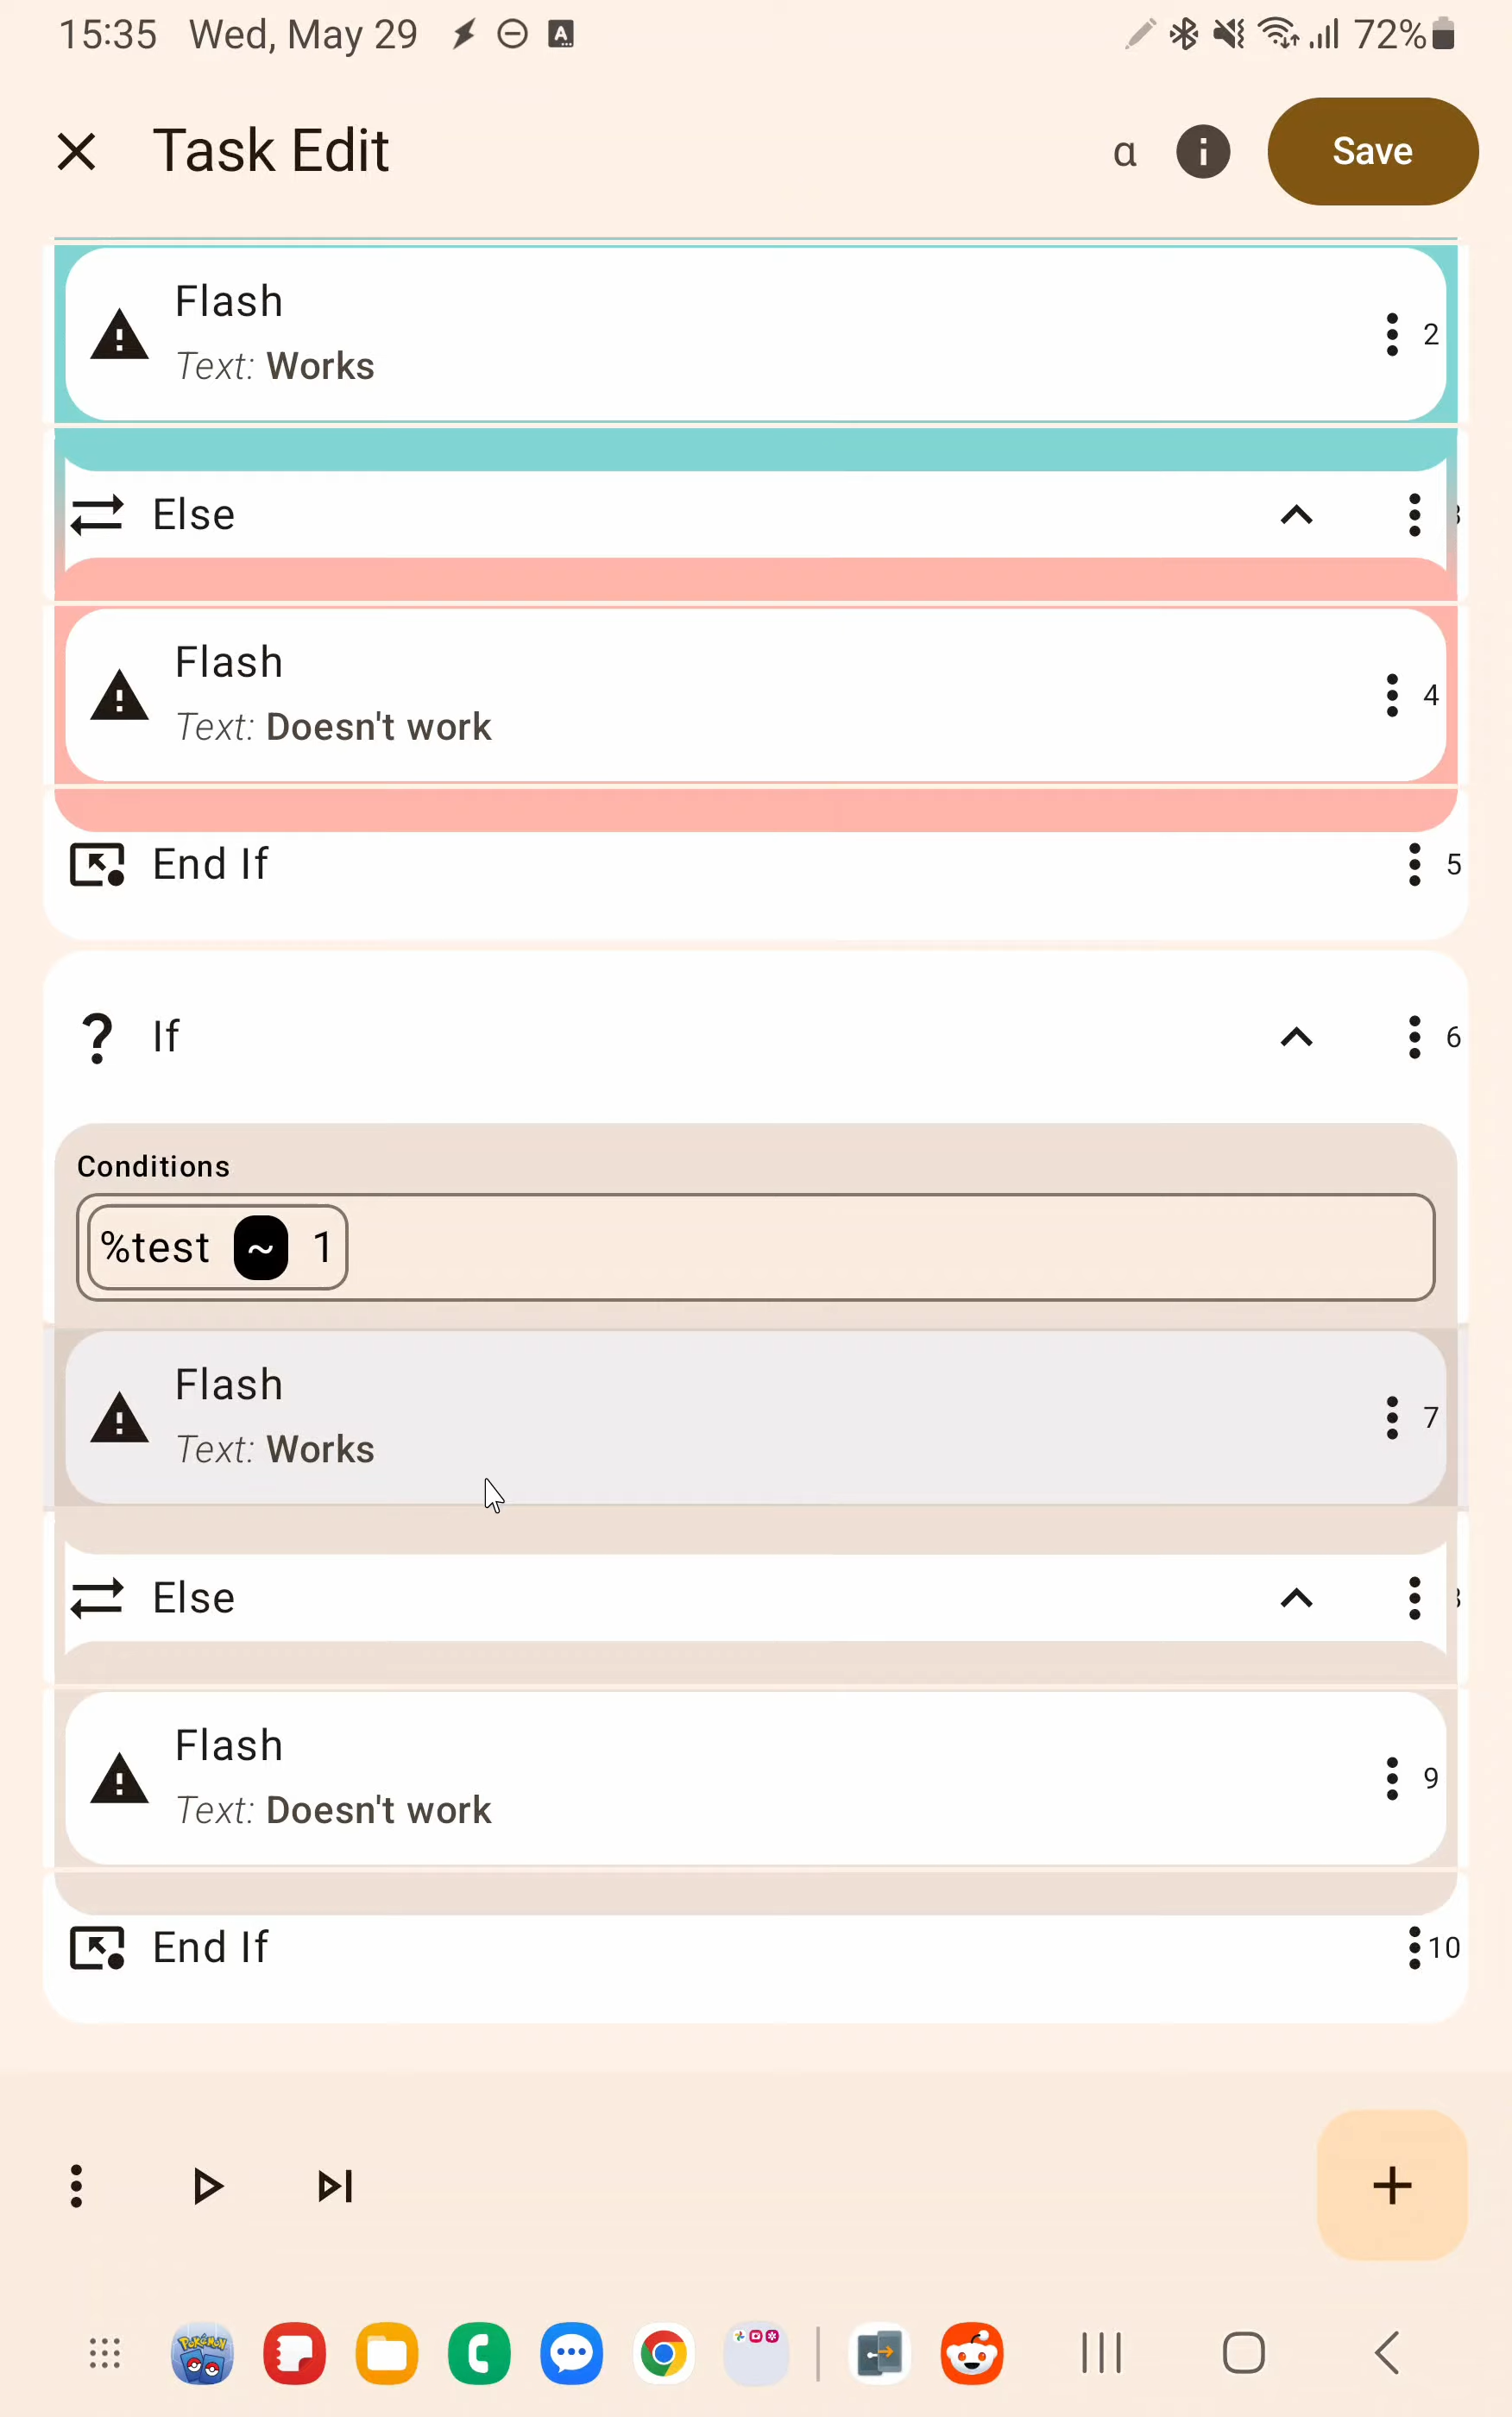 15:35 Wed, May 29 72%
Task Edit
α
Save
Flash
Text: Works
2
Else
Flash
Text: Doesn't work
4
End If
5
If
6
Conditions
%test ~ 1
Flash
Text: Works
7
Else
Flash
Text: Doesn't work
9
End If
10